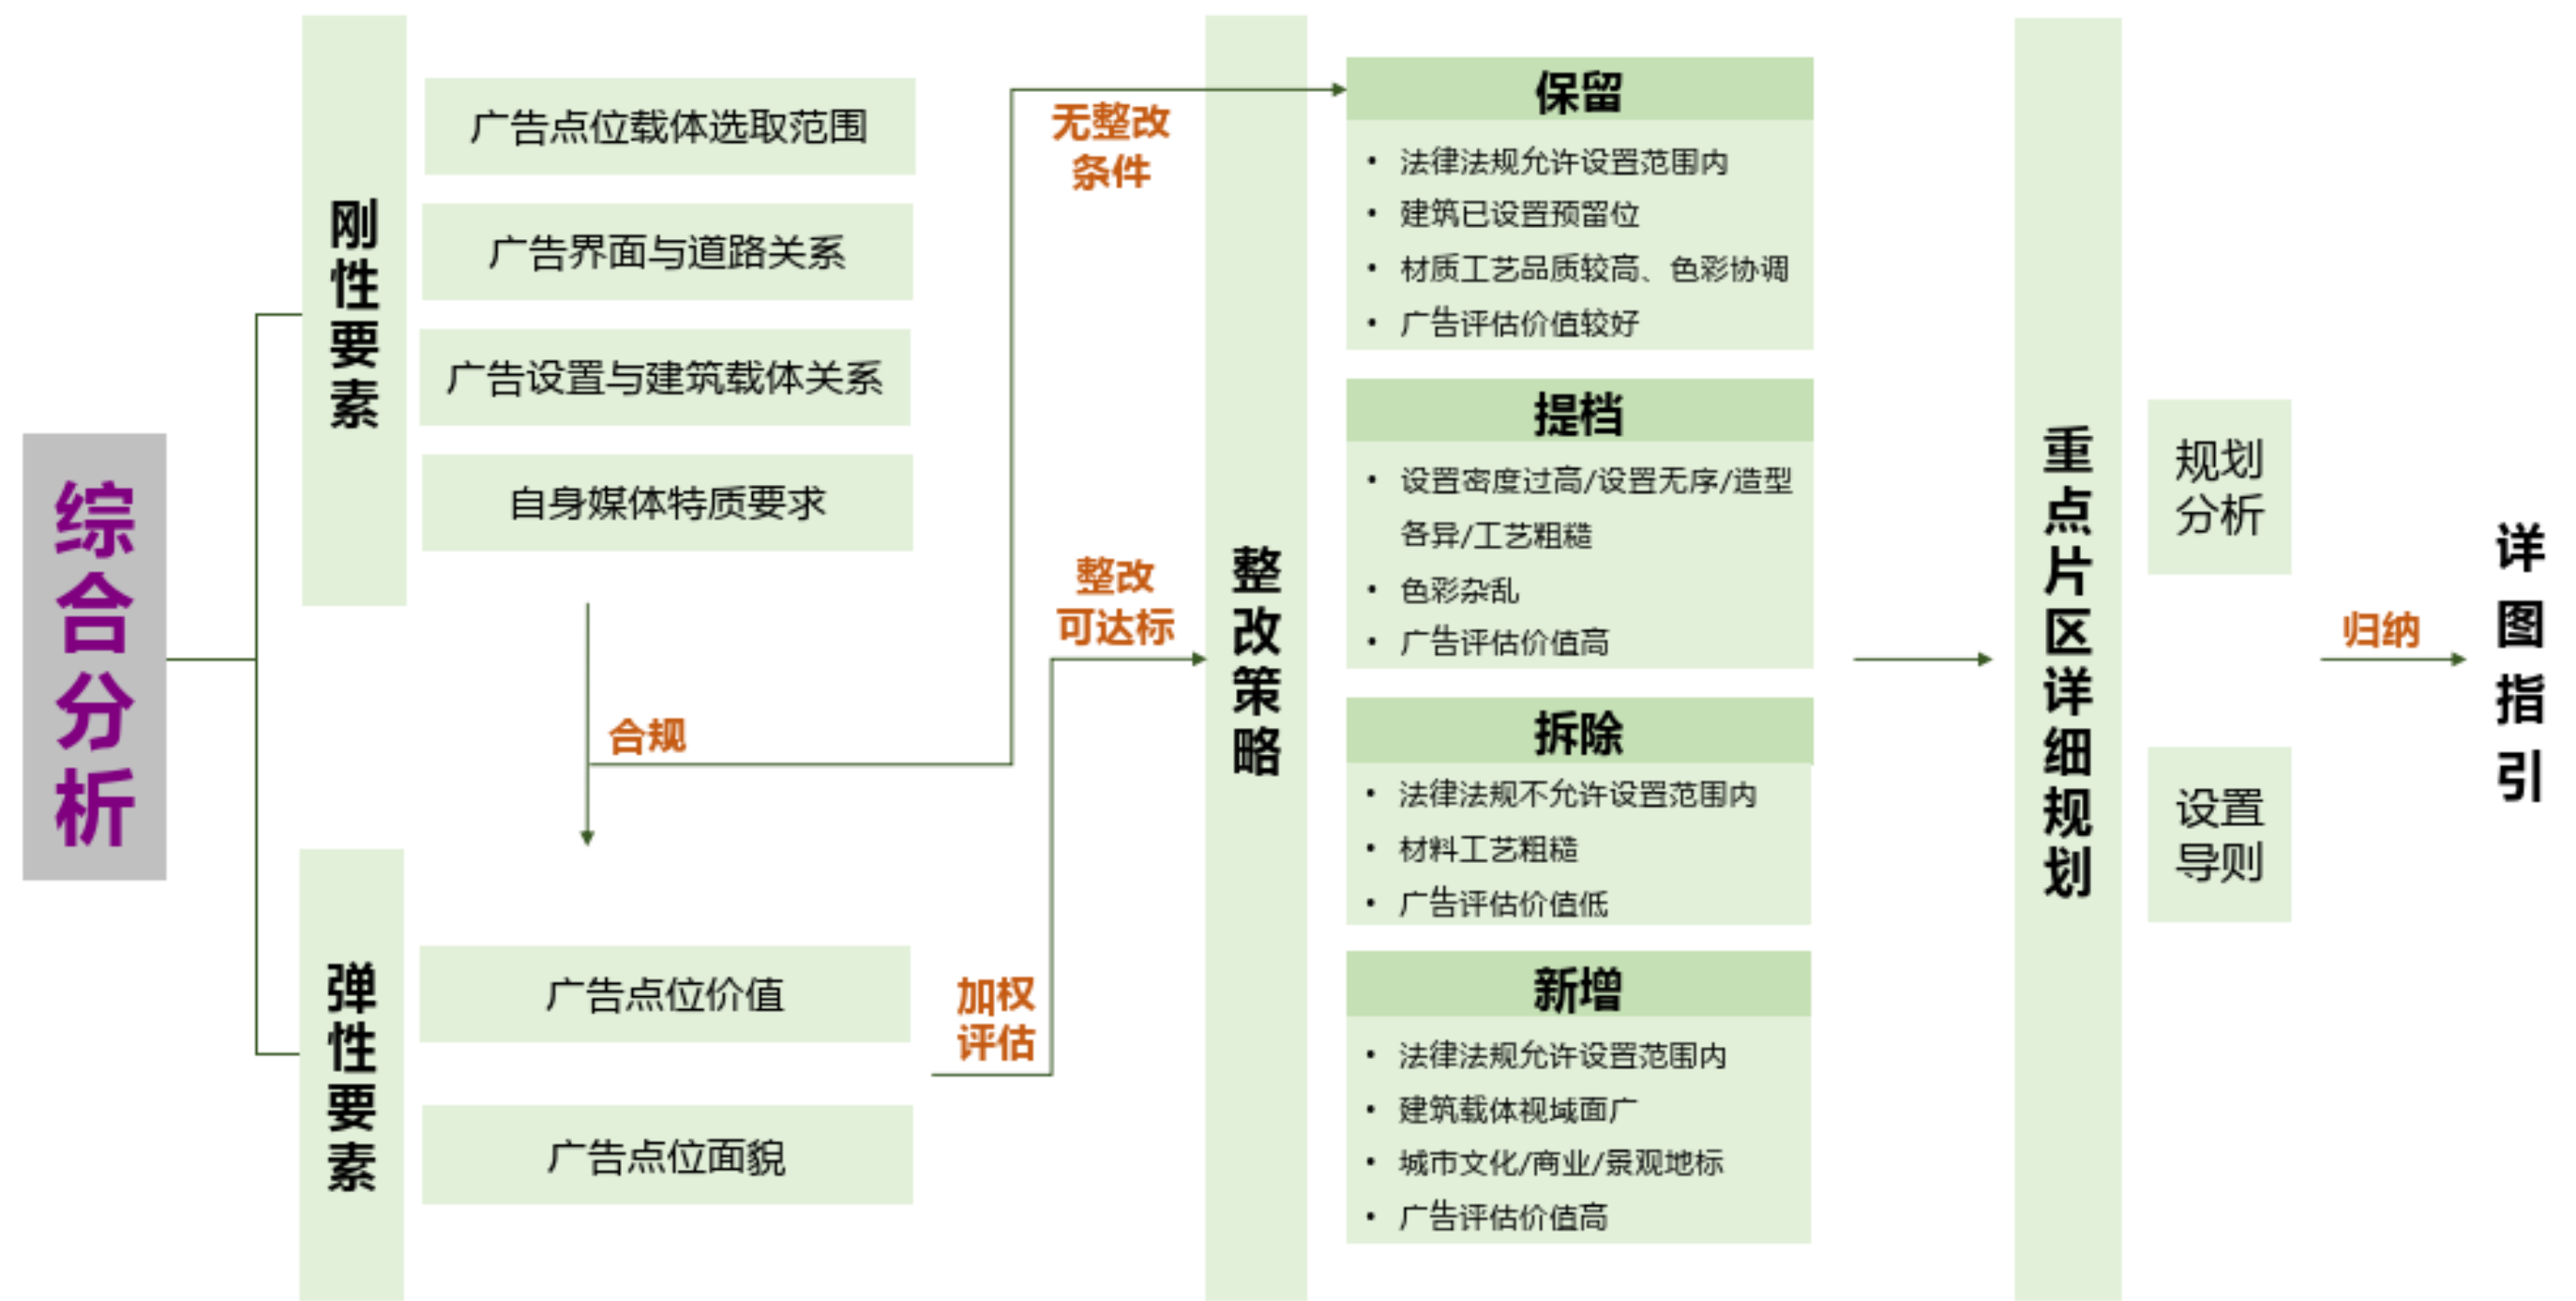 综合分析
刚性要素
广告点位载体选取范围
广告界面与道路关系
广告设置与建筑载体关系
自身媒体特质要求
合规
弹性要素
广告点位价值
广告点位面貌
加权
评估
无整改
条件
整改
可达标
整改策略
保留
• 法律法规允许设置范围内
• 建筑已设置预留位
• 材质工艺品质较高、色彩协调
• 广告评估价值较好
提档
• 设置密度过高/设置无序/造型
各异/工艺粗糙
• 色彩杂乱
• 广告评估价值高
拆除
• 法律法规不允许设置范围内
• 材料工艺粗糙
• 广告评估价值低
新增
• 法律法规允许设置范围内
• 建筑载体视域面广
• 城市文化/商业/景观地标
• 广告评估价值高
重点片区详细规划
规划
分析
设置
导则
归纳
详图指引